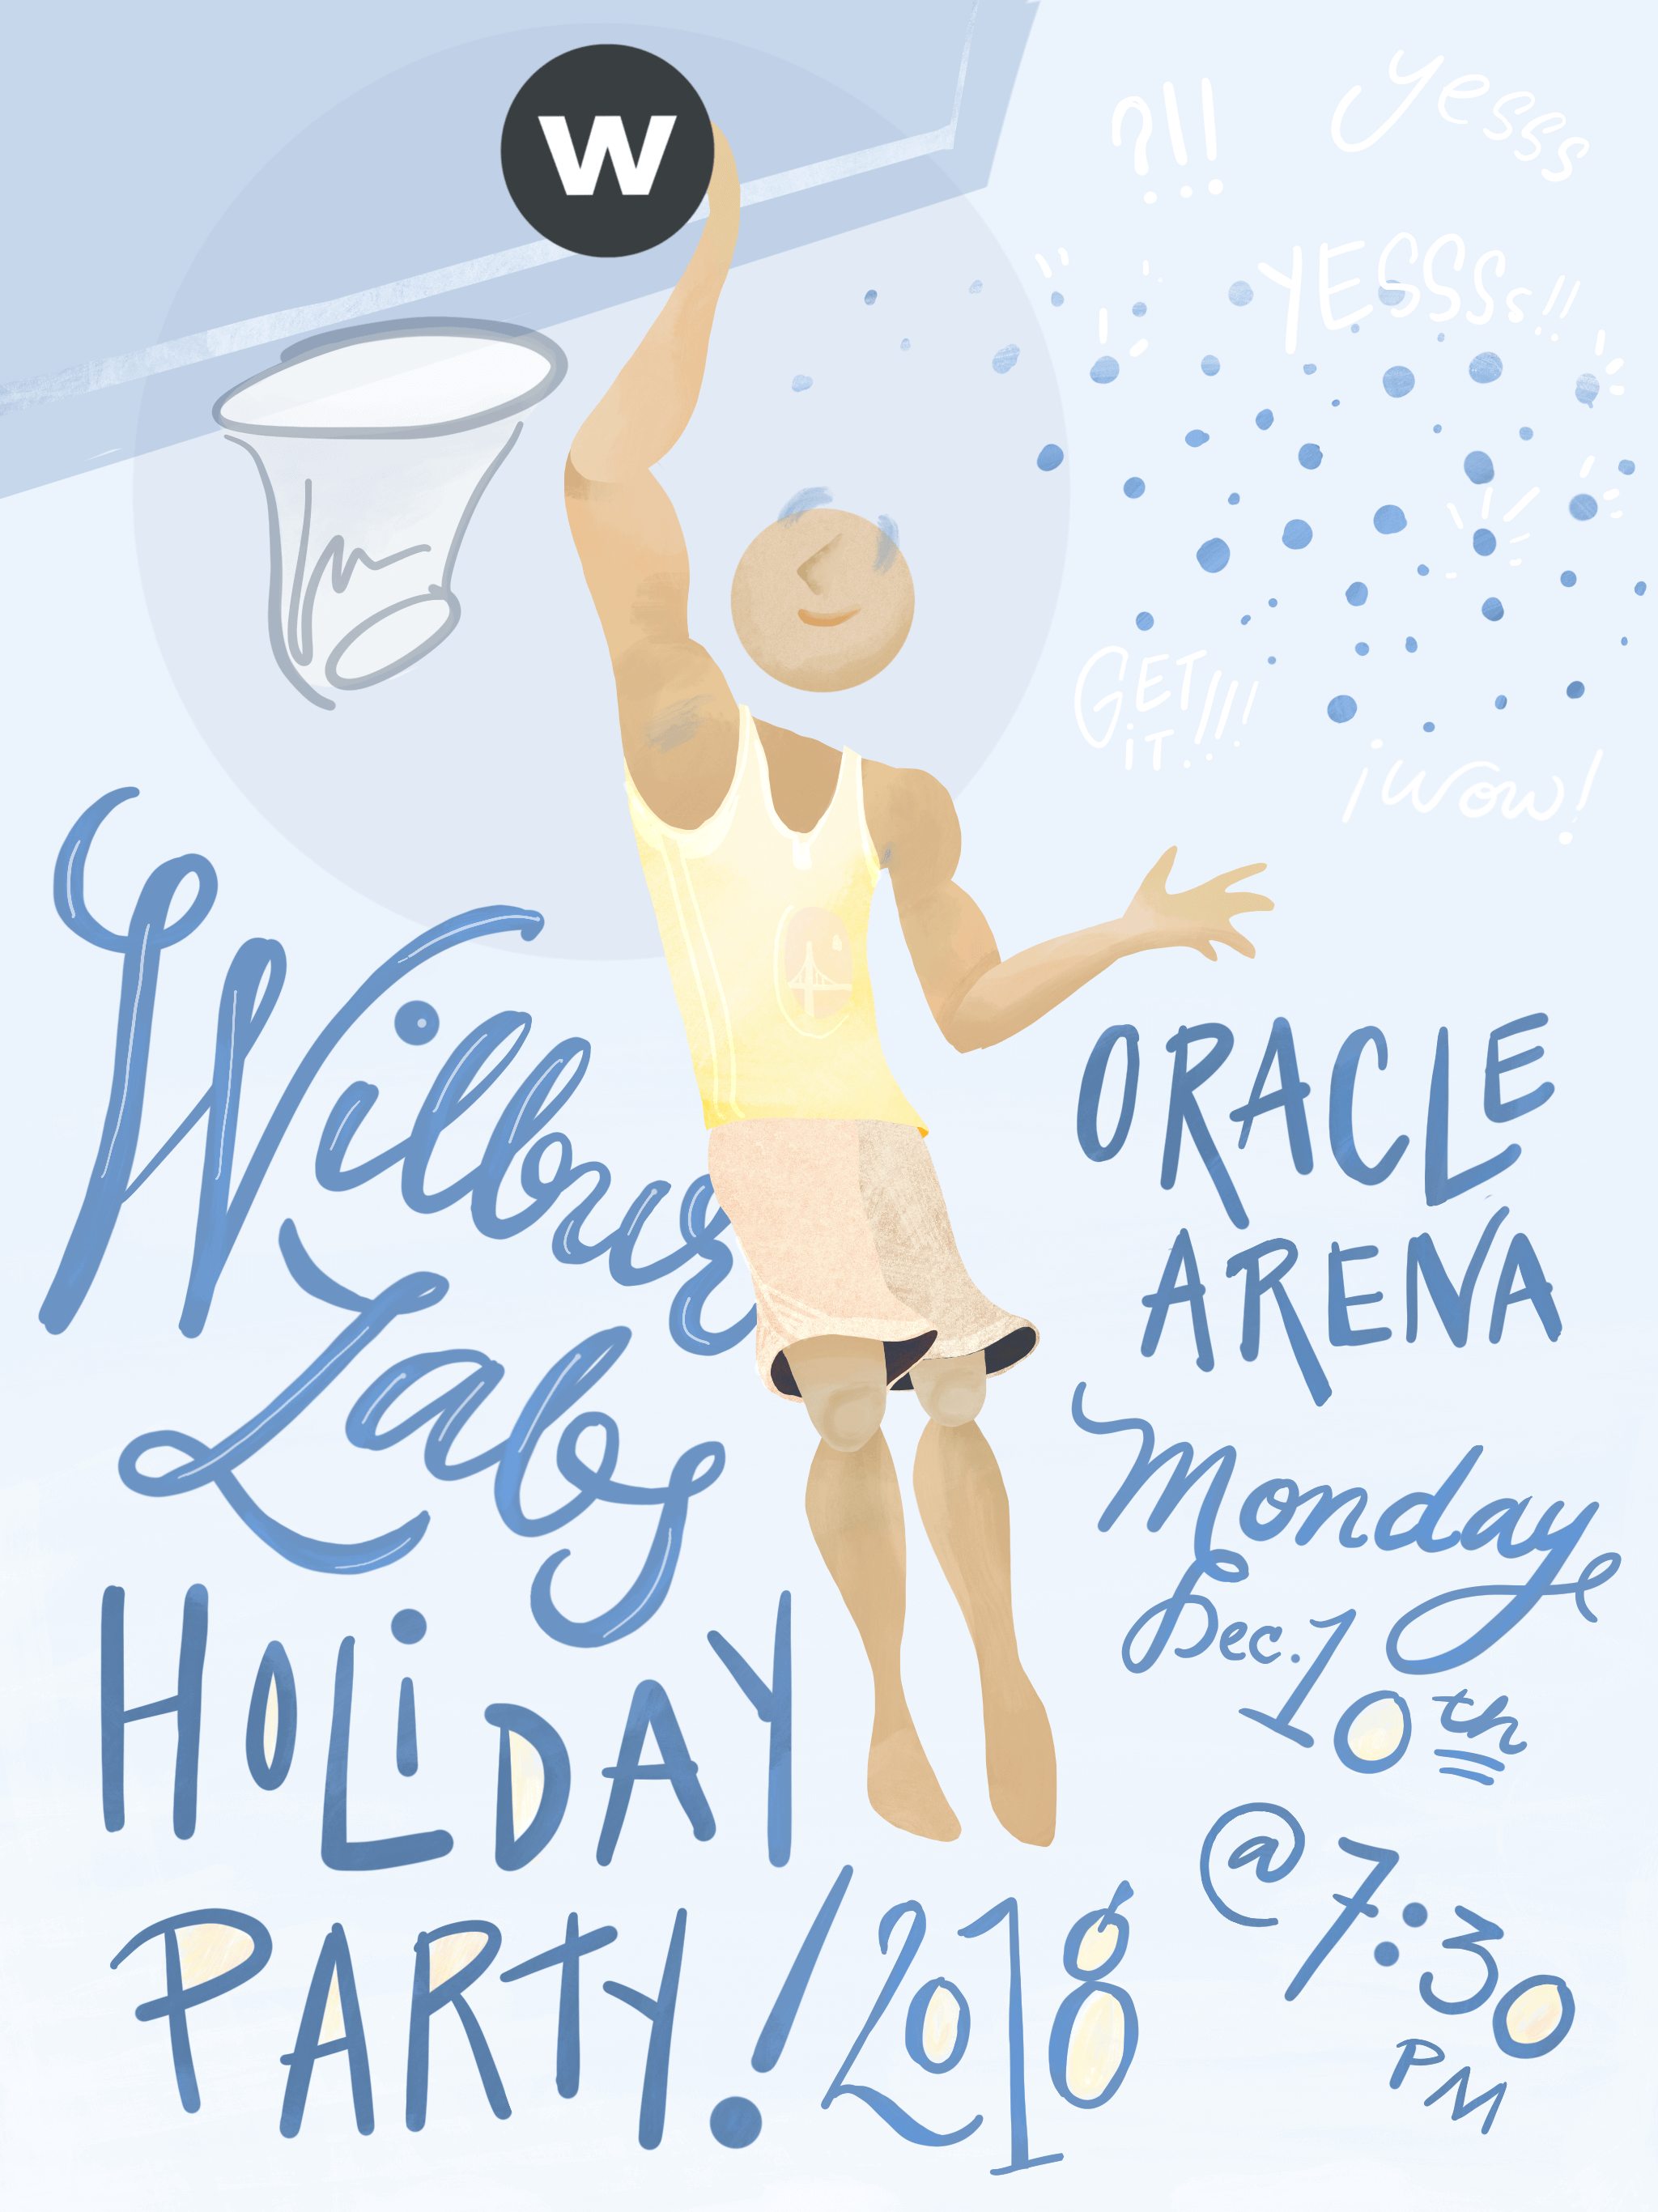 W
?!!
yesss
YESSSs!!
GET
iT!!!
¡wow!
Wilbur
Labs
HOLiDAY
PARTY! 2018
ORACLE
ARENA
Monday
Dec. 10th
@ 7:30
PM